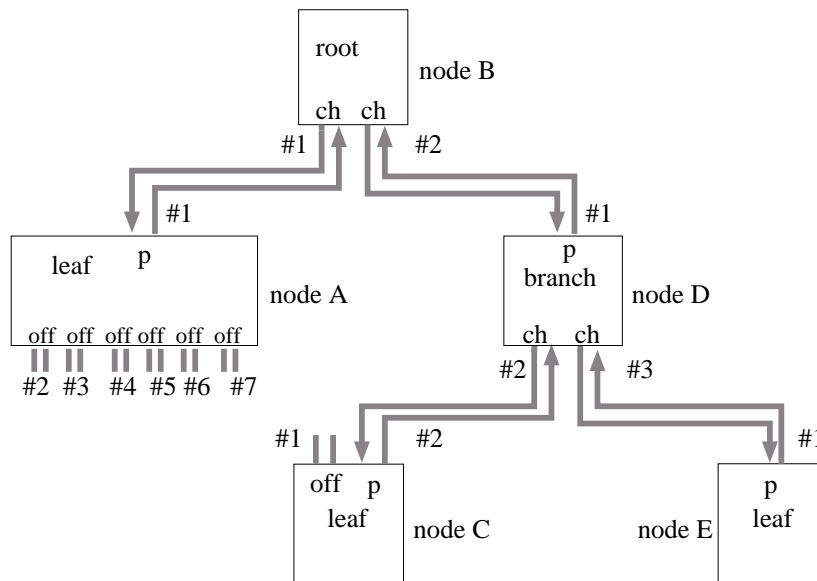 root
node B
ch ch
#1 #2
#1 #1
leaf p
node A
p
branch
node D
off off off off off off
#2 #3 #4 #5 #6 #7
ch ch
#2 #3
#1 #2 #1
off p
leaf
node C
p
leaf
node E